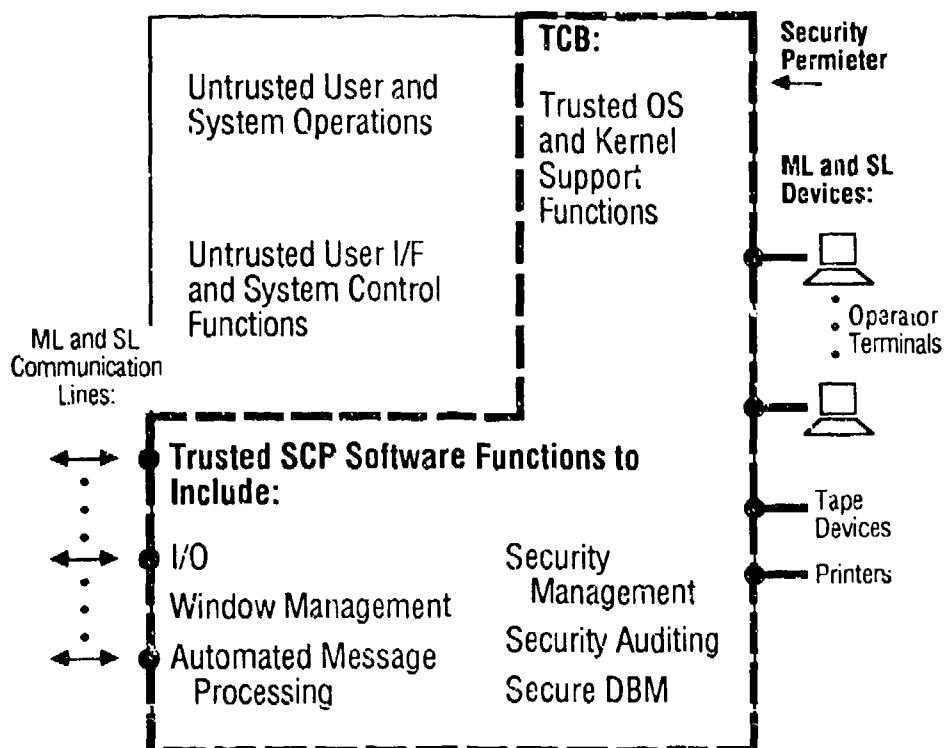 Untrusted User and
System Operations
Untrusted User I/F
and System Control
Functions
TCB:
Trusted OS
and Kernel
Support
Functions
Security
Permieter
ML and SL
Devices:
Operator
Terminals
Tape
Devices
Printers
ML and SL
Communication
Lines:
Trusted SCP Software Functions to
Include:
I/O
Window Management
Automated Message
Processing
Security
Management
Security Auditing
Secure DBM